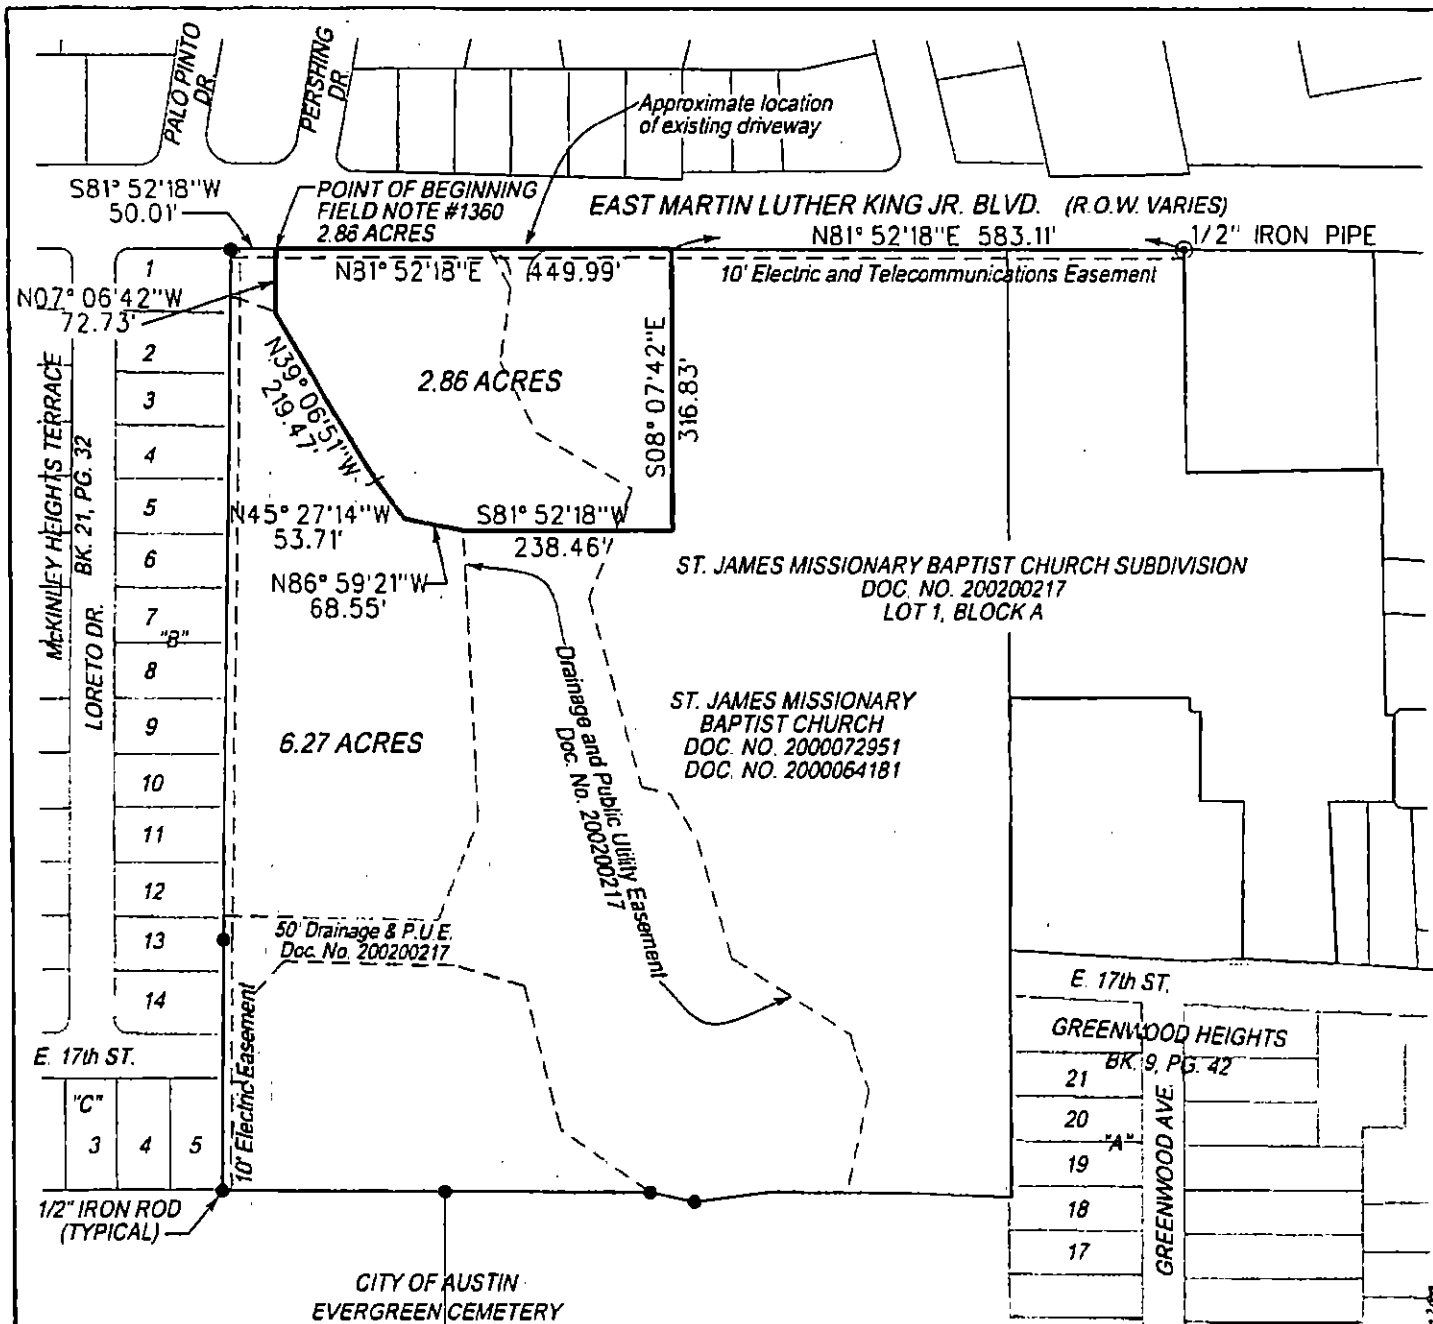 PALO PINTO
DR.
PERSHING
DR.
Approximate location
of existing driveway
S81° 52'18"W
50.01'
POINT OF BEGINNING
FIELD NOTE #1360
2.86 ACRES
EAST MARTIN LUTHER KING JR. BLVD. (R.O.W. VARIES)
N81° 52'18"E 583.11'
1/2" IRON PIPE
N81° 52'18"E 449.99'
10' Electric and Telecommunications Easement
N07° 06'42"W
72.73'
N39° 06'51"W
219.47'
2.86 ACRES
S08° 07'42"E
316.83'
McKINLEY HEIGHTS TERRACE
BK. 21, PG. 32
LORETO DR.
1
2
3
4
5
6
7
"B"
8
9
10
11
12
13
14
N45° 27'14"W
53.71'
S81° 52'18"W
238.46'
N86° 59'21"W
68.55'
ST. JAMES MISSIONARY BAPTIST CHURCH SUBDIVISION
DOC. NO. 200200217
LOT 1, BLOCK A
Drainage and Public Utility Easement
Doc. No. 200200217
ST. JAMES MISSIONARY
BAPTIST CHURCH
DOC. NO. 2000072951
DOC. NO. 2000064181
6.27 ACRES
50' Drainage & P.U.E.
Doc. No. 200200217
10' Electric Easement
E. 17th ST.
E. 17th ST.
"C"
3
4
5
GREENWOOD HEIGHTS
BK. 9, PG. 42
21
20
"A"
19
18
17
GREENWOOD AVE.
1/2" IRON ROD
(TYPICAL)
CITY OF AUSTIN
EVERGREEN CEMETERY